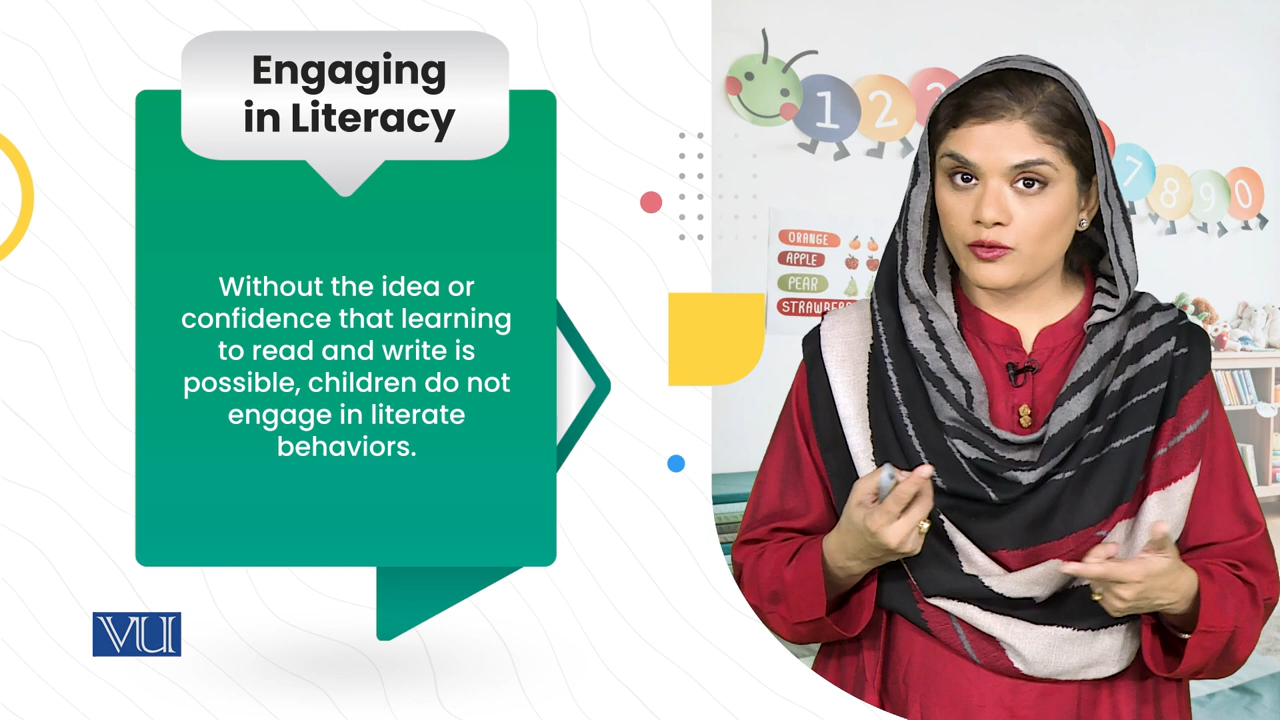 Engaging
in Literacy
Without the idea or
confidence that learning
to read and write is
possible, children do not
engage in literate
behaviors.
VU
1 2
7 8 9 0
ORANGE
APPLE
PEAR